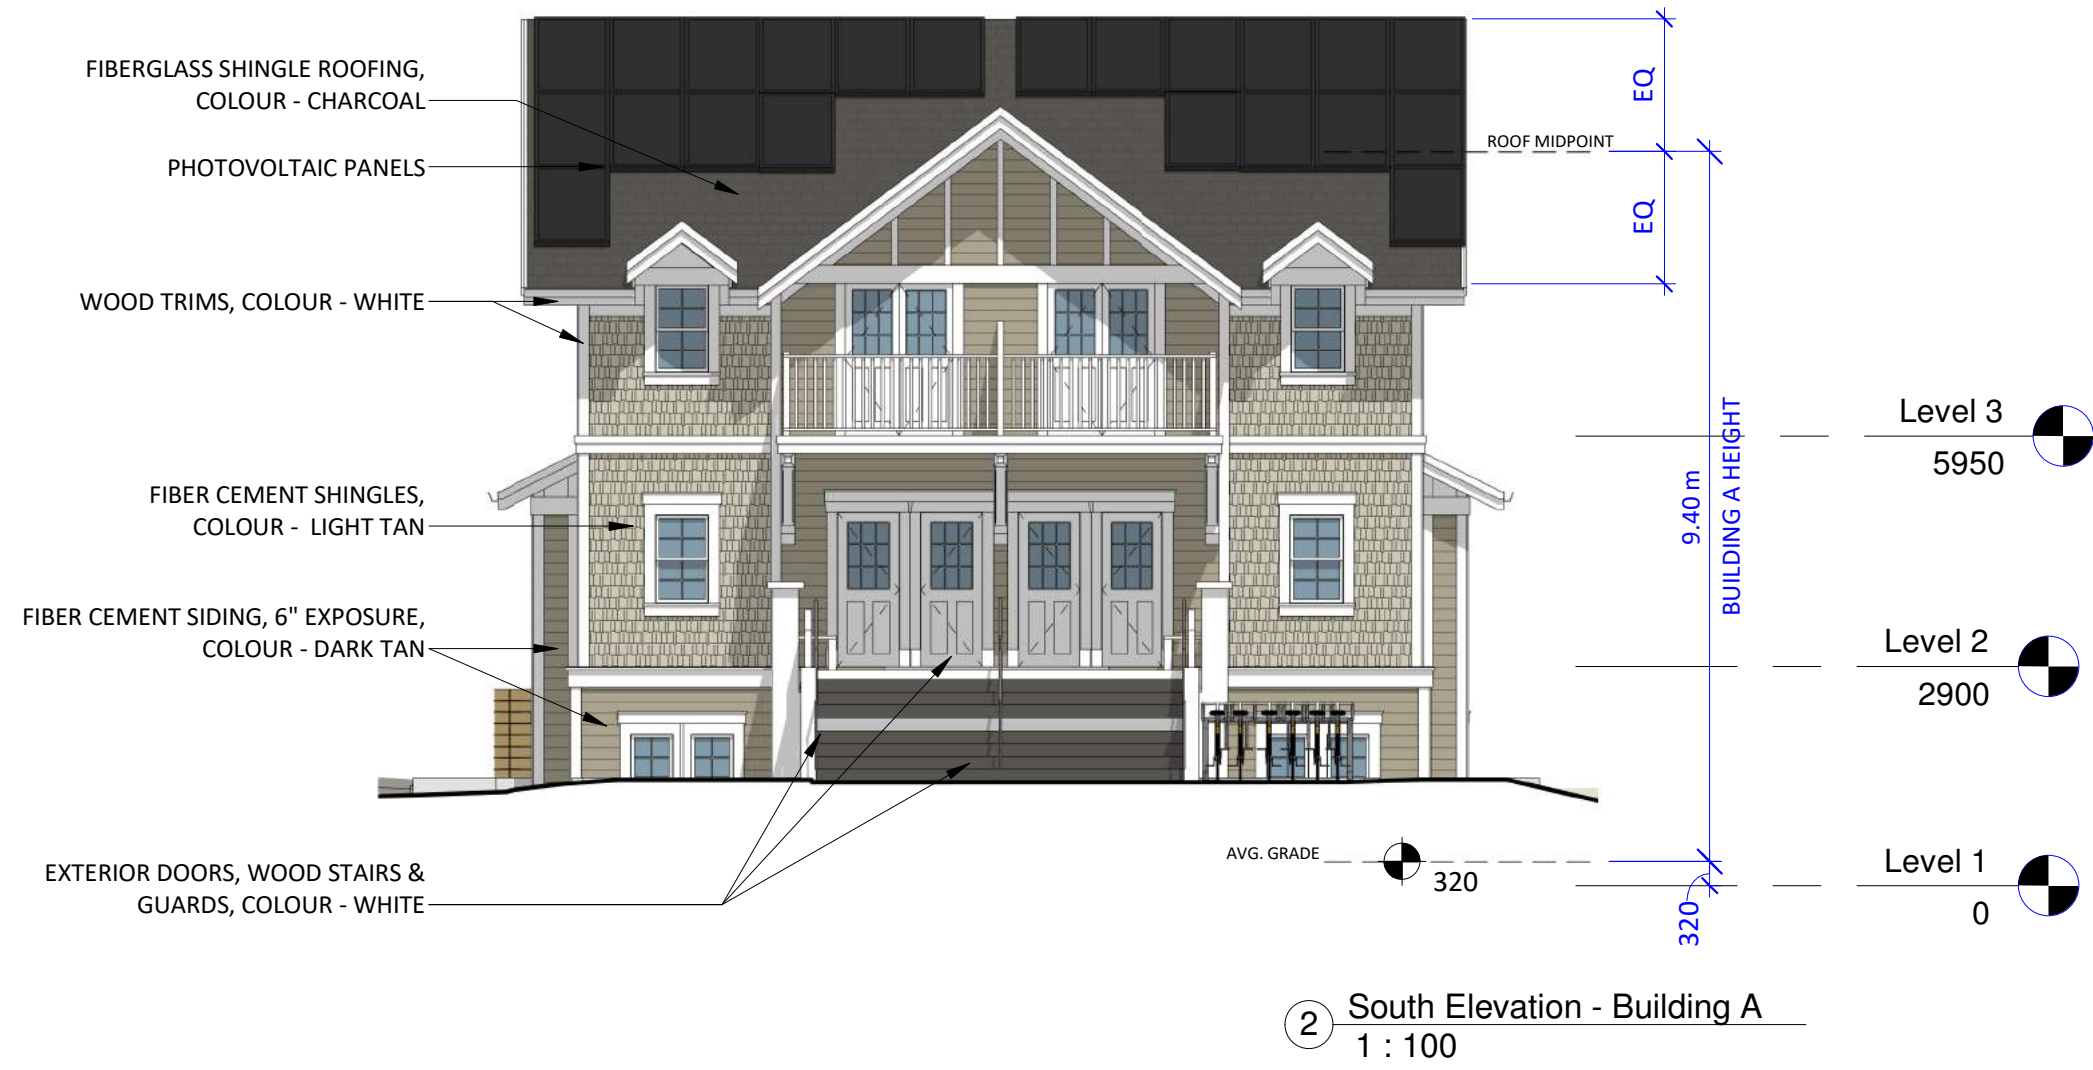 FIBERGLASS SHINGLE ROOFING,
COLOUR - CHARCOAL
PHOTOVOLTAIC PANELS
WOOD TRIMS, COLOUR - WHITE
FIBER CEMENT SHINGLES,
COLOUR - LIGHT TAN
FIBER CEMENT SIDING, 6" EXPOSURE,
COLOUR - DARK TAN
EXTERIOR DOORS, WOOD STAIRS &
GUARDS, COLOUR - WHITE
EQ
ROOF MIDPOINT
EQ
9.40 m
BUILDING A HEIGHT
Level 3
5950
Level 2
2900
AVG. GRADE
320
Level 1
0
320
2
South Elevation - Building A
1 : 100